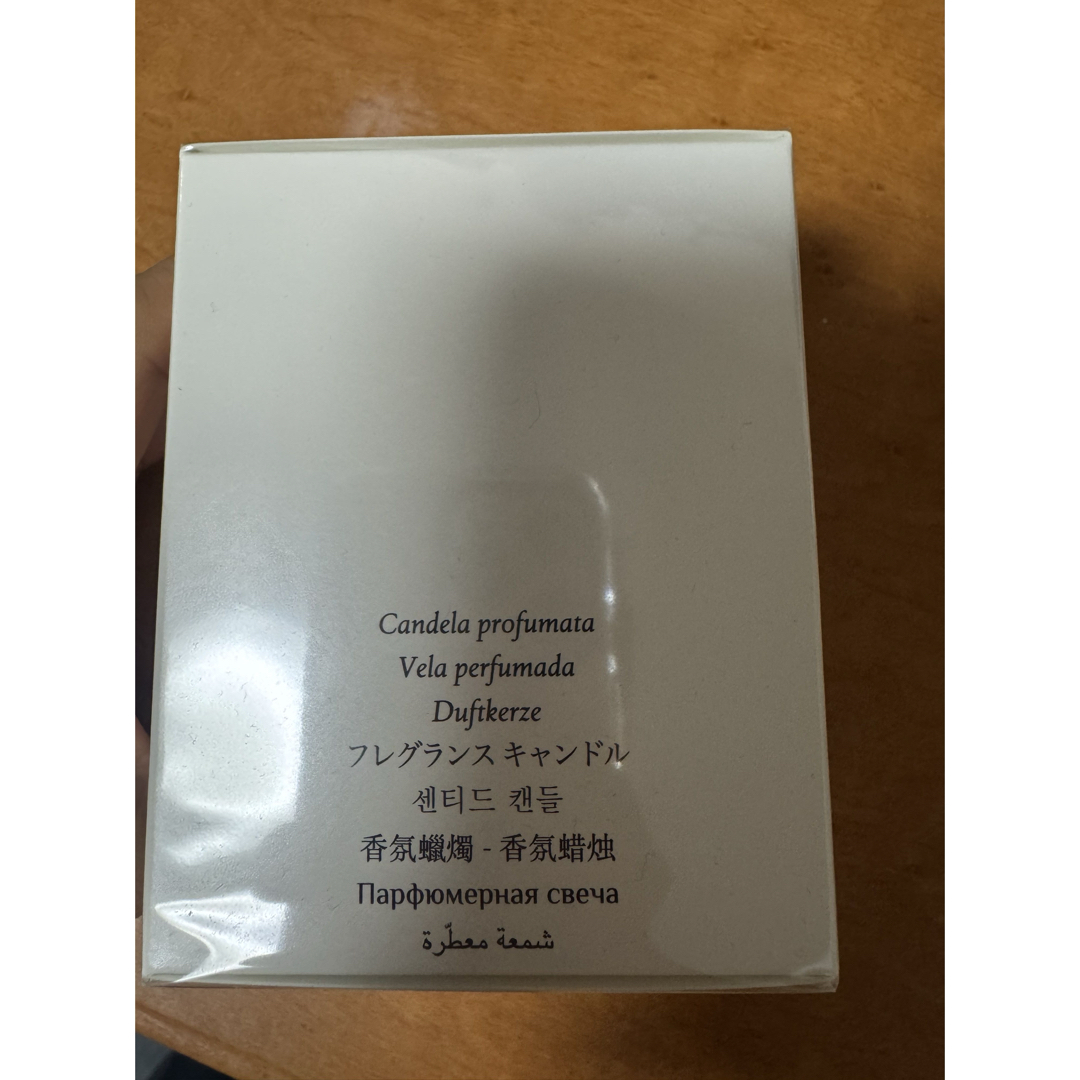 Candela profumata
Vela perfumada
Duftkerze
フレグランス キャンドル
센티드 캔들
香氛蠟燭 - 香氛蜡烛
Парфюмерная свеча
شمعة معطّرة